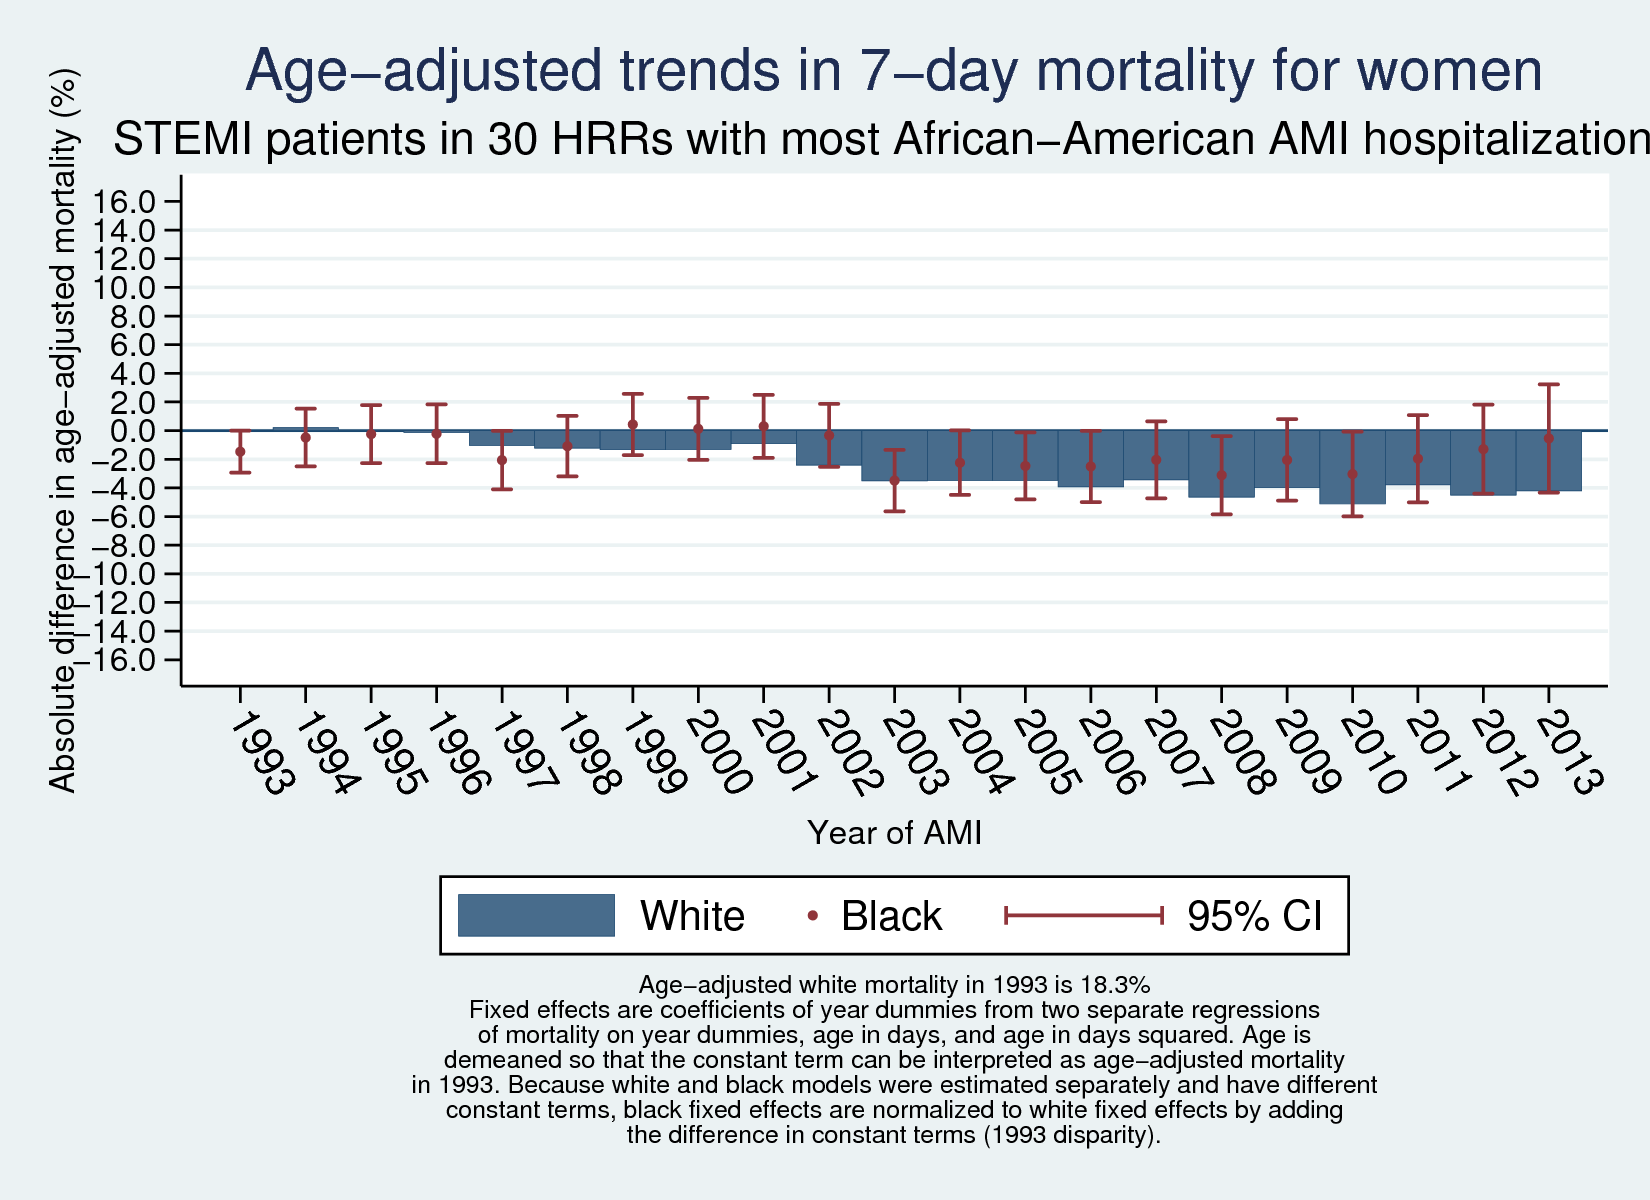 Age−adjusted trends in 7−day mortality for women
STEMI patients in 30 HRRs with most African−American AMI hospitalization
Absolute difference in age−adjusted mortality (%)
16.0
14.0
12.0
10.0
8.0
6.0
4.0
2.0
0.0
−2.0
−4.0
−6.0
−8.0
−10.0
−12.0
−14.0
−16.0
1993 1994 1995 1996 1997 1998 1999 2000 2001 2002 2003 2004 2005 2006 2007 2008 2009 2010 2011 2012 2013
Year of AMI
White Black 95% CI
Age−adjusted white mortality in 1993 is 18.3%
Fixed effects are coefficients of year dummies from two separate regressions
of mortality on year dummies, age in days, and age in days squared. Age is
demeaned so that the constant term can be interpreted as age−adjusted mortality
in 1993. Because white and black models were estimated separately and have different
constant terms, black fixed effects are normalized to white fixed effects by adding
the difference in constant terms (1993 disparity).